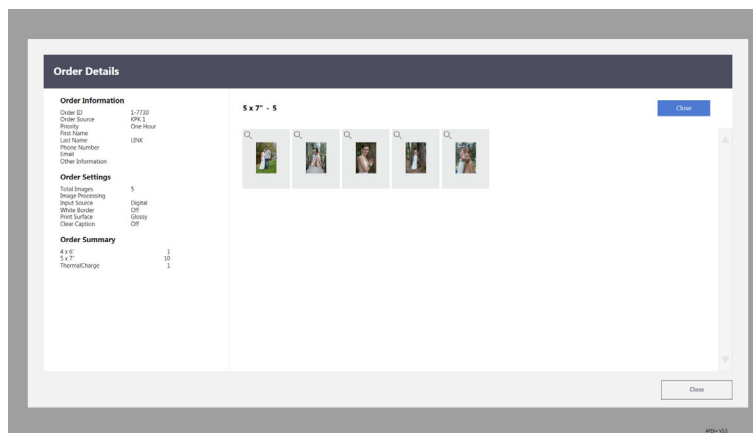 Order Details
Order Information
Order ID 1-7730
Order Source KPK 1
Priority One Hour
First Name
Last Name LINK
Phone Number
Email
Other Information
Order Settings
Total Images 5
Image Processing
Input Source Digital
White Border Off
Print Surface Glossy
Clear Caption Off
Order Summary
4 x 6" 1
5 x 7" 10
ThermalCharge 1
5 x 7" - 5
Close
Close
APEX+ V3.0